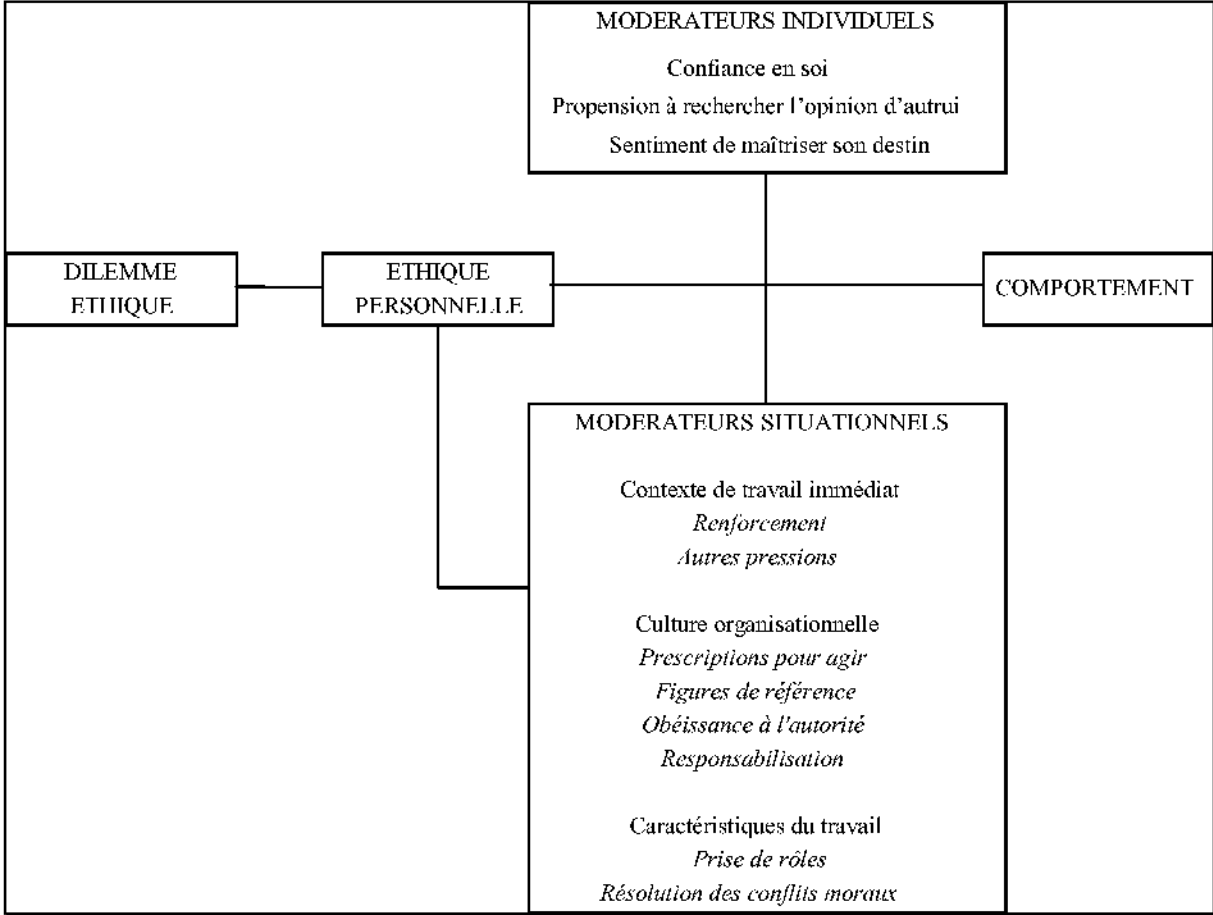 MODERATEURS INDIVIDUELS
Confiance en soi
Propension à rechercher l’opinion d’autrui
Sentiment de maîtriser son destin
DILEMME
ETHIQUE
ETHIQUE
PERSONNELLE
COMPORTEMENT
MODERATEURS SITUATIONNELS
Contexte de travail immédiat
Renforcement
Autres pressions
Culture organisationnelle
Prescriptions pour agir
Figures de référence
Obéissance à l'autorité
Responsabilisation
Caractéristiques du travail
Prise de rôles
Résolution des conflits moraux